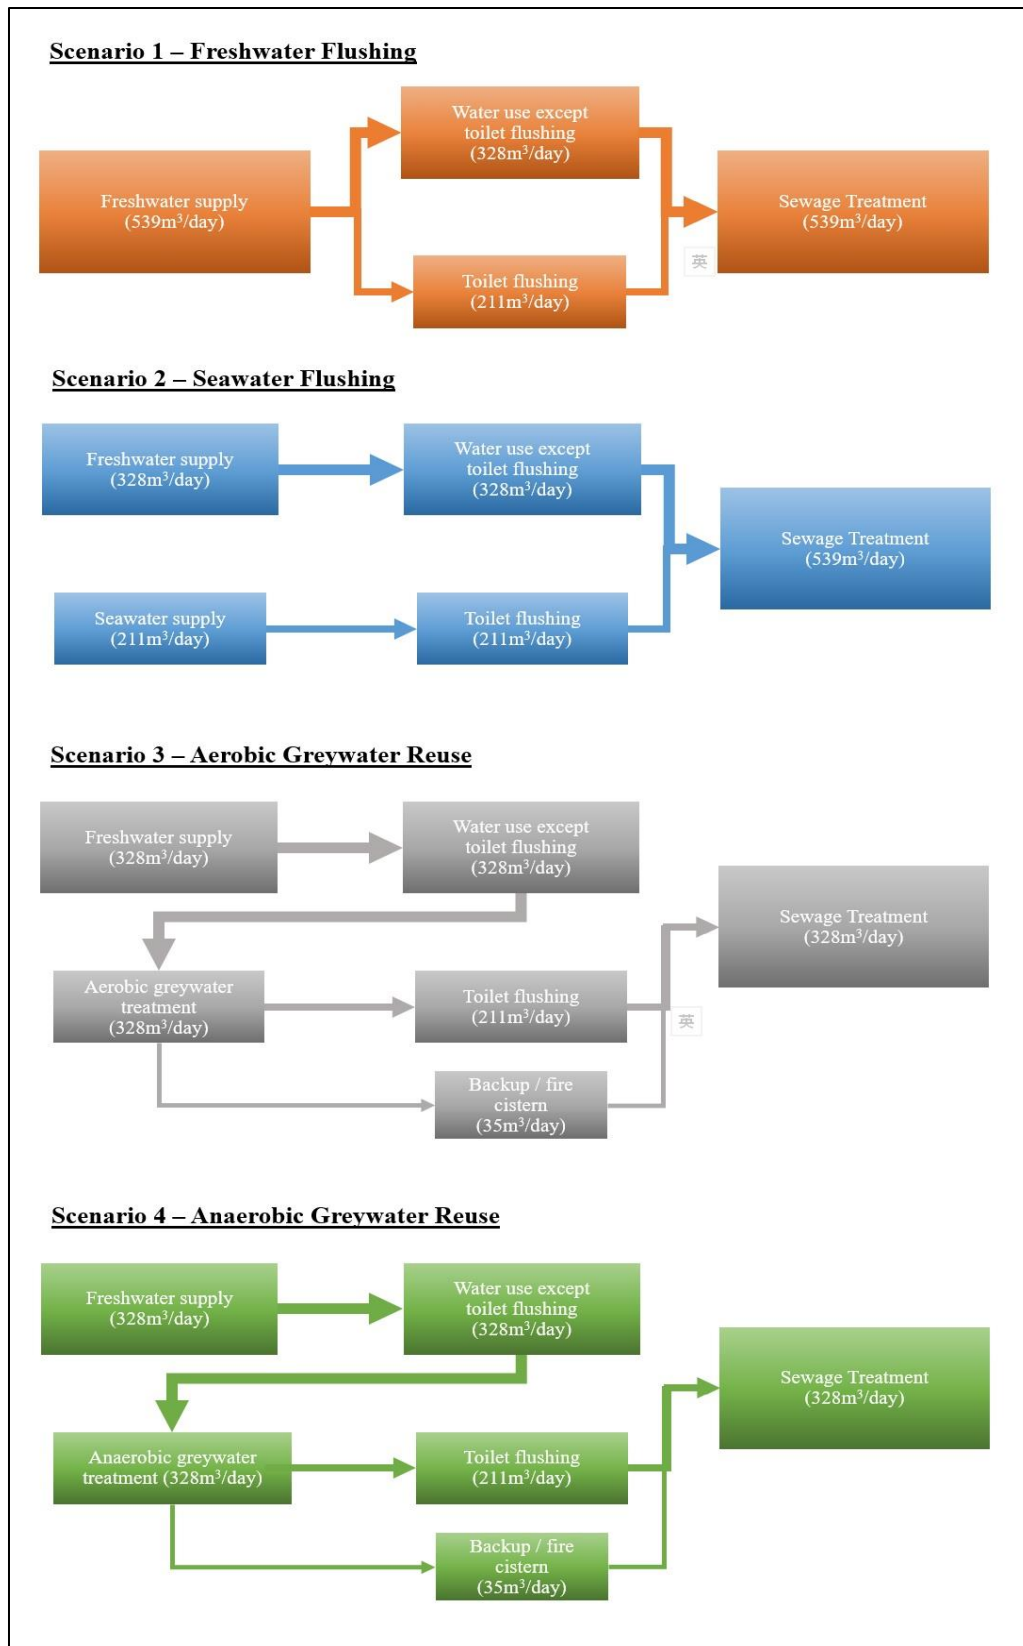 Scenario 1 – Freshwater Flushing
Water use except
toilet flushing
(328m³/day)
Freshwater supply
(539m³/day)
Sewage Treatment
(539m³/day)
英
Toilet flushing
(211m³/day)
Scenario 2 – Seawater Flushing
Freshwater supply
(328m³/day)
Water use except
toilet flushing
(328m³/day)
Sewage Treatment
(539m³/day)
Seawater supply
(211m³/day)
Toilet flushing
(211m³/day)
Scenario 3 – Aerobic Greywater Reuse
Freshwater supply
(328m³/day)
Water use except
toilet flushing
(328m³/day)
Sewage Treatment
(328m³/day)
Aerobic greywater
treatment
(328m³/day)
Toilet flushing
(211m³/day)
英
Backup / fire
cistern
(35m³/day)
Scenario 4 – Anaerobic Greywater Reuse
Freshwater supply
(328m³/day)
Water use except
toilet flushing
(328m³/day)
Sewage Treatment
(328m³/day)
Anaerobic greywater
treatment (328m³/day)
Toilet flushing
(211m³/day)
Backup / fire
cistern
(35m³/day)